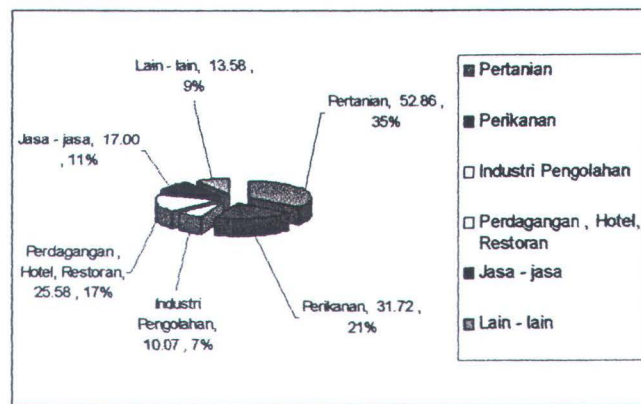 Lain - lain, 13.58 ,
9%
Pertanian, 52.86 ,
35%
Jasa - jasa, 17.00
, 11%
Perdagangan ,
Hotel, Restoran,
25.58 , 17%
Industri
Pengolahan,
10.07 , 7%
Perikanan, 31.72 ,
21%
Pertanian
Perikanan
Industri Pengolahan
Perdagangan , Hotel,
Restoran
Jasa - jasa
Lain - lain